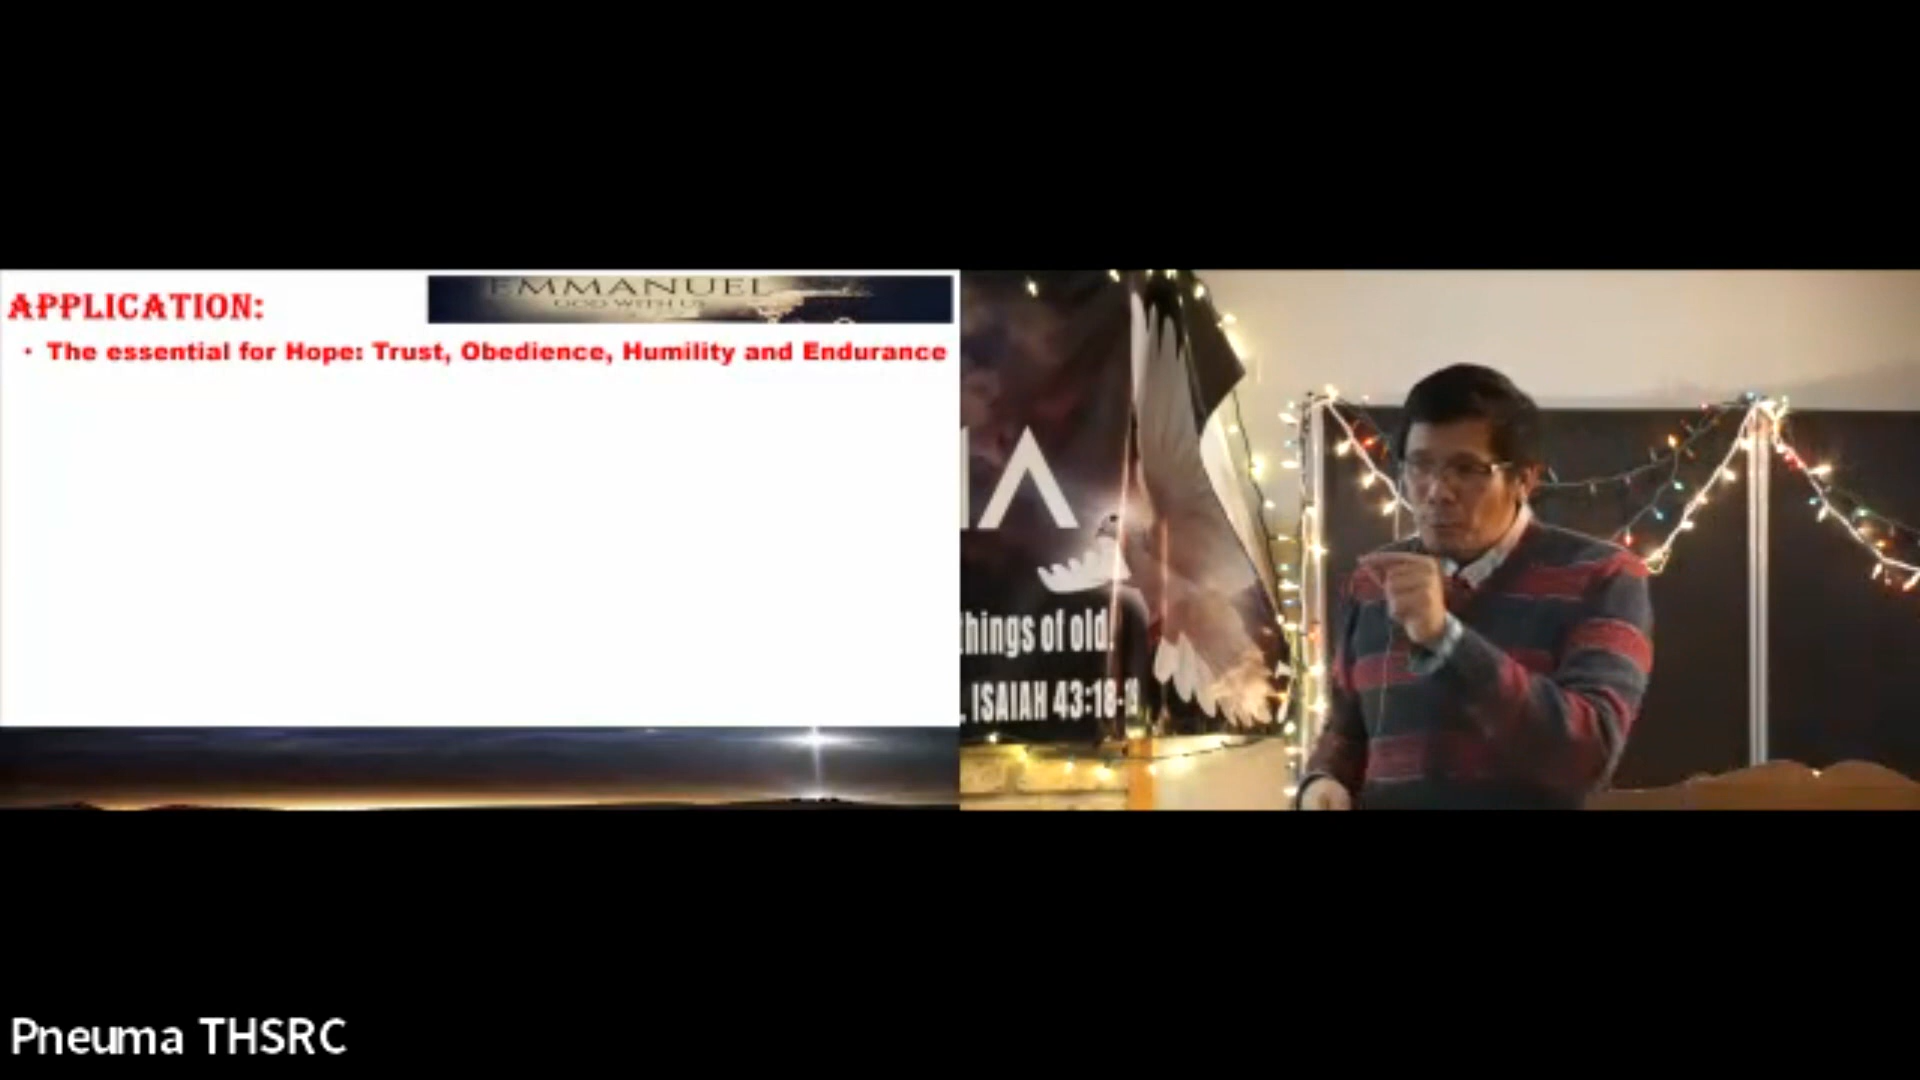 APPLICATION:
EMMANUEL
GOD WITH US
• The essential for Hope: Trust, Obedience, Humility and Endurance
things of old.
ISAIAH 43:18-19
Pneuma THSRC